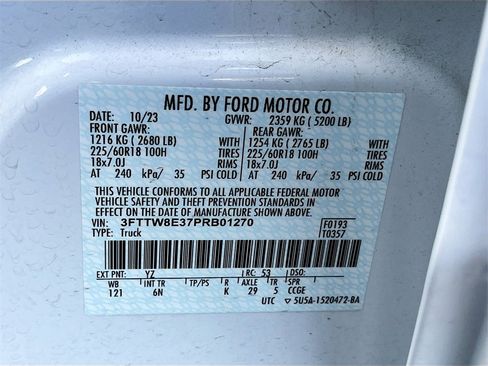 MFD. BY FORD MOTOR CO.
DATE: 10/23 GVWR: 2359 KG ( 5200 LB)
FRONT GAWR: REAR GAWR:
1216 KG ( 2680 LB) WITH 1254 KG ( 2765 LB) WITH
225/60R18 100H TIRES 225/60R18 100H TIRES
18x7.0J RIMS 18x7.0J RIMS
AT 240 kPa/ 35 PSI COLD AT 240 kPa/ 35 PSI COLD
THIS VEHICLE CONFORMS TO ALL APPLICABLE FEDERAL MOTOR
VEHICLE SAFETY AND THEFT PREVENTION STANDARDS IN
EFFECT ON THE DATE OF MANUFACTURE SHOWN ABOVE.
VIN: 3FTTW8E37PRB01270 F0193
TYPE: Truck T0357
EXT PNT: YZ RC: 53 DSO:
WB INT TR TP/PS R AXLE TR SPR
121 6N K 29 5 CCGE
UTC 5U5A-1520472-BA